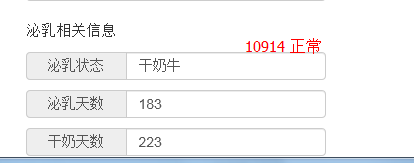 泌乳相关信息
10914 正常
泌乳状态 干奶牛
泌乳天数 183
干奶天数 223